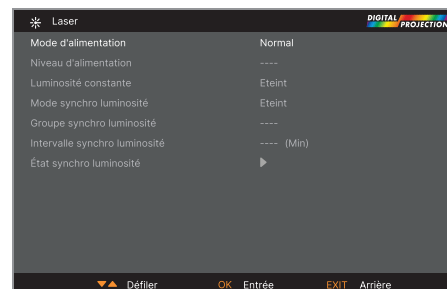 Laser
DIGITAL PROJECTION
Mode d'alimentation Normal
Niveau d'alimentation ----
Luminosité constante Eteint
Mode synchro luminosité Eteint
Groupe synchro luminosité ----
Intervalle synchro luminosité ---- (Min)
État synchro luminosité
Défiler OK Entrée EXIT Arrière